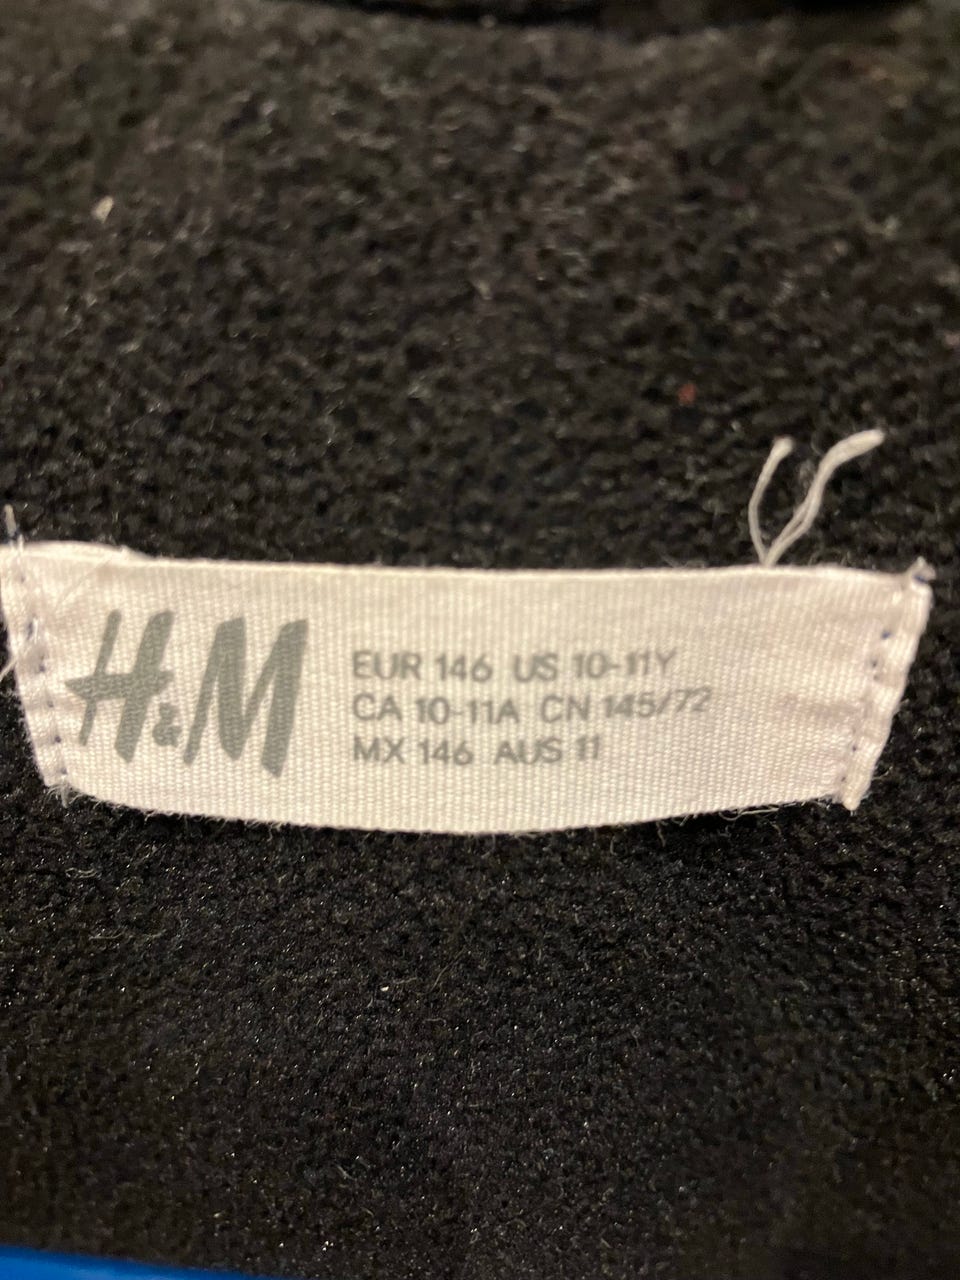 H&M
EUR 146 US 10-11Y
CA 10-11A CN 145/72
MX 146 AUS 11